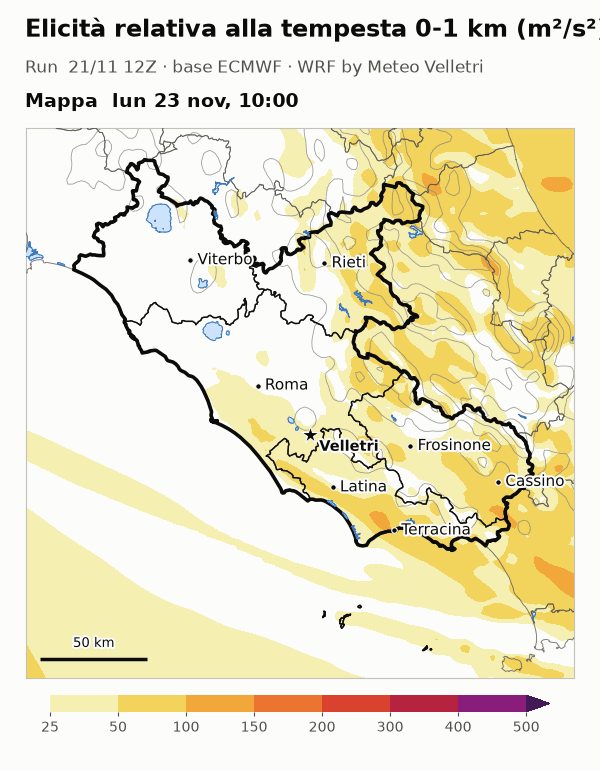 Elicità relativa alla tempesta 0-1 km (m²/s²)
Run 21/11 12Z · base ECMWF · WRF by Meteo Velletri
Mappa lun 23 nov, 10:00
Viterbo
Rieti
Roma
Velletri
Frosinone
Cassino
Latina
Terracina
50 km
25 50 100 150 200 300 400 500